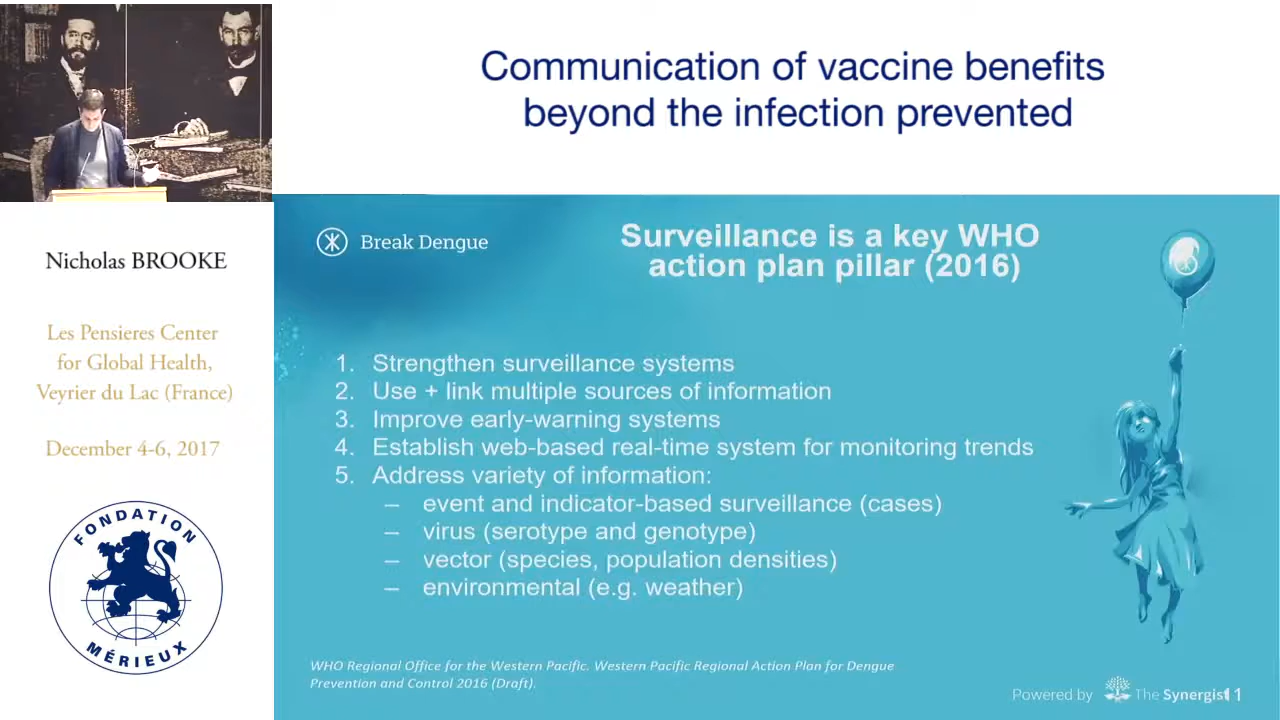 Communication of vaccine benefits
beyond the infection prevented
Nicholas BROOKE
Les Pensieres Center
for Global Health,
Veyrier du Lac (France)
December 4-6, 2017
FONDATION
MÉRIEUX
Break Dengue
Surveillance is a key WHO
action plan pillar (2016)
1. Strengthen surveillance systems
2. Use + link multiple sources of information
3. Improve early-warning systems
4. Establish web-based real-time system for monitoring trends
5. Address variety of information:
– event and indicator-based surveillance (cases)
– virus (serotype and genotype)
– vector (species, population densities)
– environmental (e.g. weather)
WHO Regional Office for the Western Pacific. Western Pacific Regional Action Plan for Dengue
Prevention and Control 2016 (Draft).
Powered by The Synergist 11